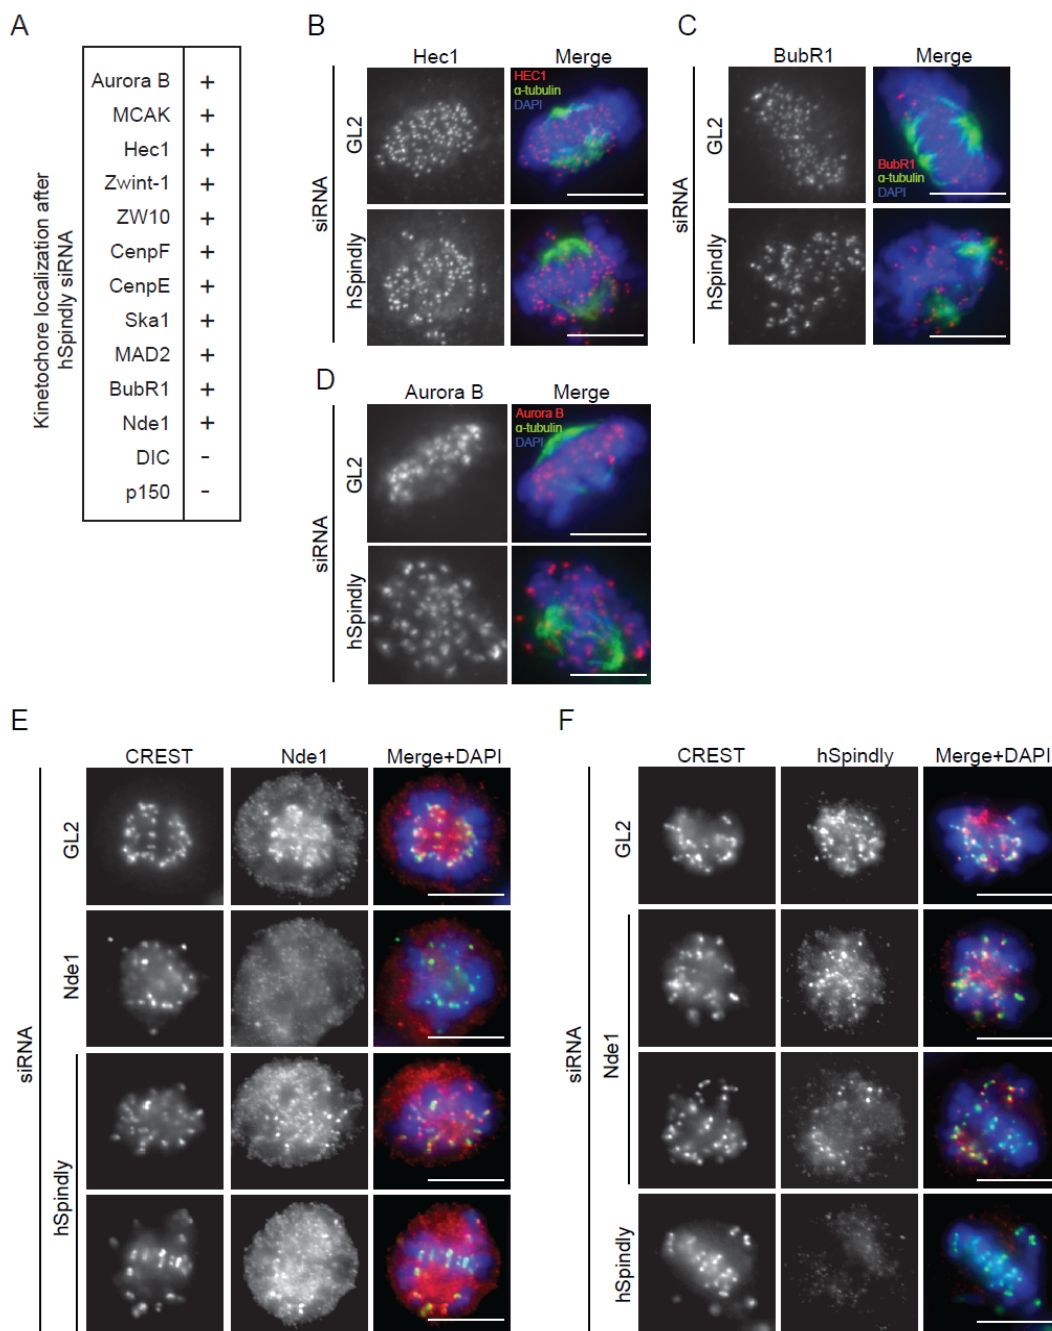 A
Kinetochore localization after
hSpindly siRNA
Aurora B +
MCAK +
Hec1 +
Zwint-1 +
ZW10 +
CenpF +
CenpE +
Ska1 +
MAD2 +
BubR1 +
Nde1 +
DIC -
p150 -
B
Hec1 Merge
siRNA
GL2
hSpindly
HEC1
α-tubulin
DAPI
C
BubR1 Merge
siRNA
GL2
hSpindly
BubR1
α-tubulin
DAPI
D
Aurora B Merge
siRNA
GL2
hSpindly
Aurora B
α-tubulin
DAPI
E
CREST Nde1 Merge+DAPI
siRNA
GL2
Nde1
hSpindly
F
CREST hSpindly Merge+DAPI
siRNA
GL2
Nde1
hSpindly